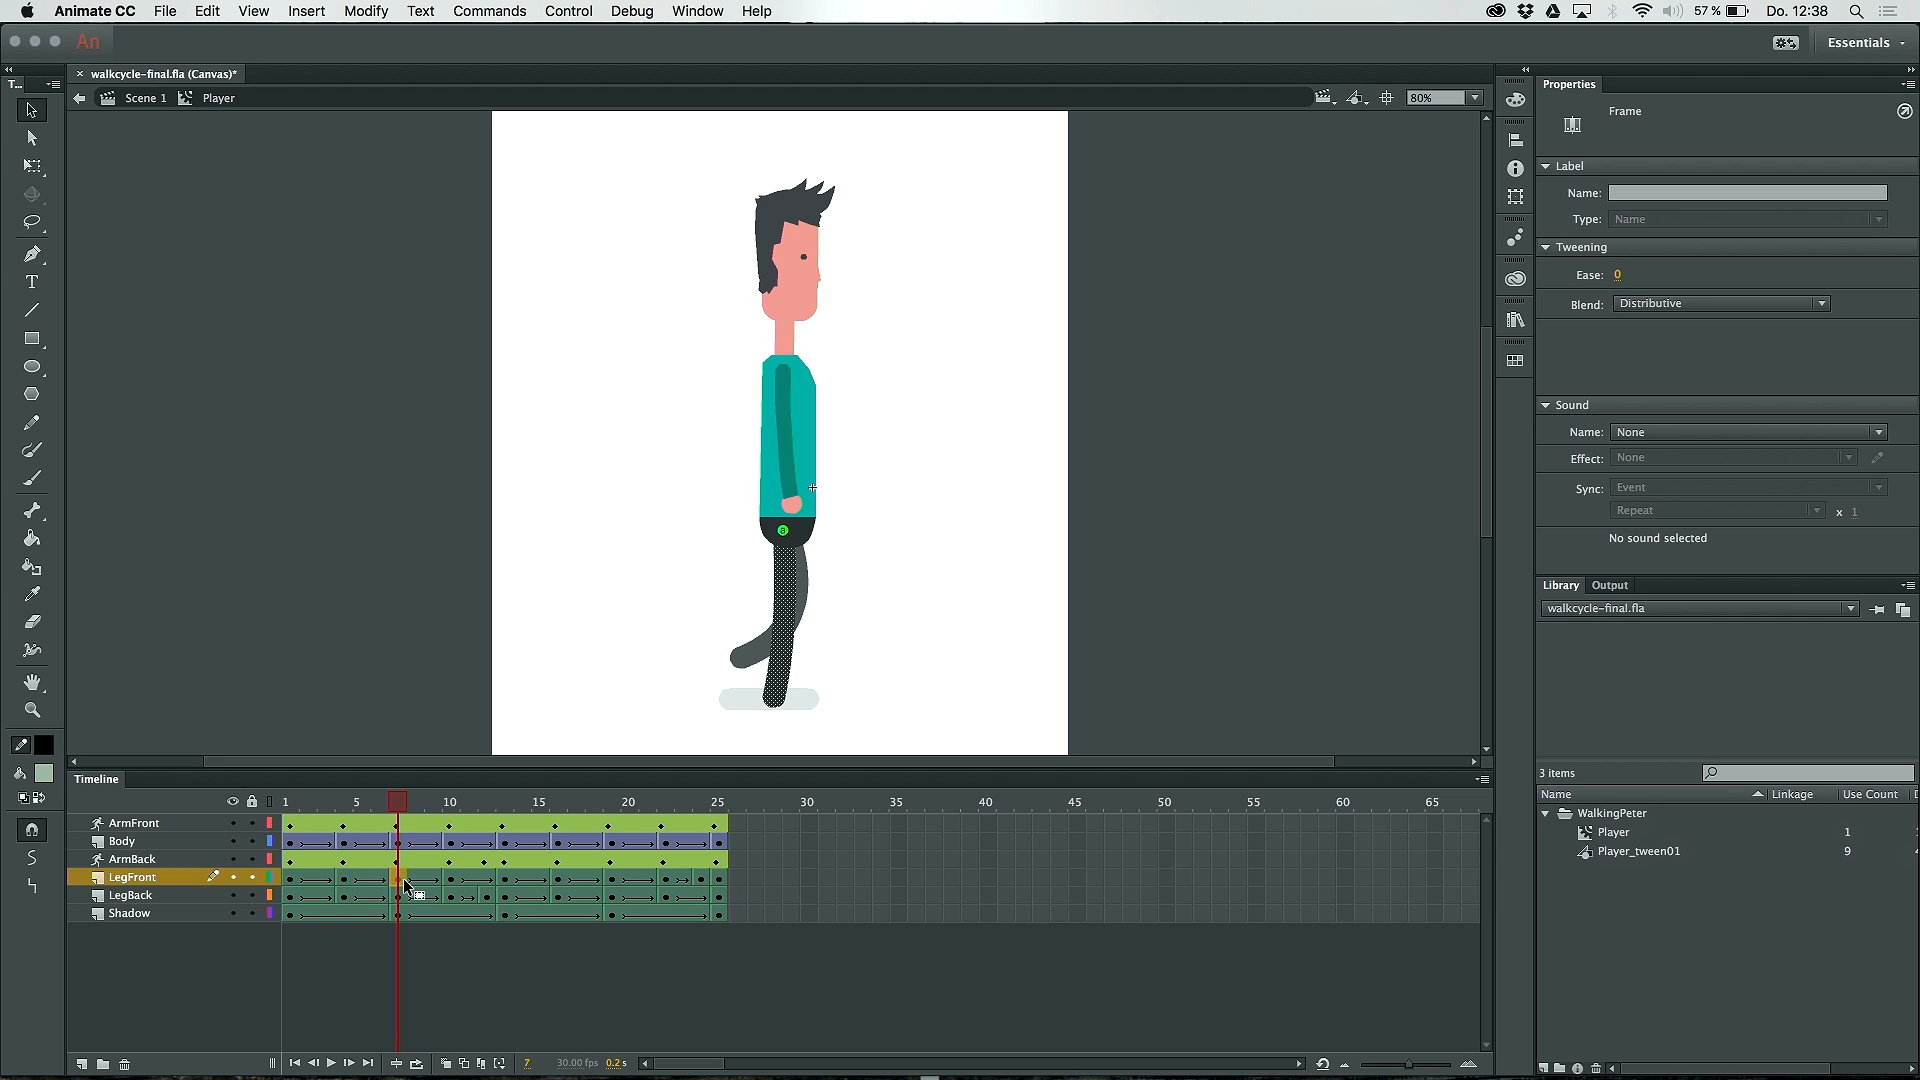 Animate CC File Edit View Insert Modify Text Commands Control Debug Window Help
57 % Do. 12:38
An
Essentials
T...
walkcycle-final.fla (Canvas)*
Scene 1 Player
80%
a
Timeline
1 5 10 15 20 25 30 35 40 45 50 55 60 65
ArmFront
Body
ArmBack
LegFront
LegBack
Shadow
7 30.00 fps 0.2 s
Properties
Frame
Label
Name:
Type: Name
Tweening
Ease: 0
Blend: Distributive
Sound
Name: None
Effect: None
Sync: Event
Repeat x 1
No sound selected
Library Output
walkcycle-final.fla
3 items
Name Linkage Use Count
WalkingPeter
Player 1
Player_tween01 9